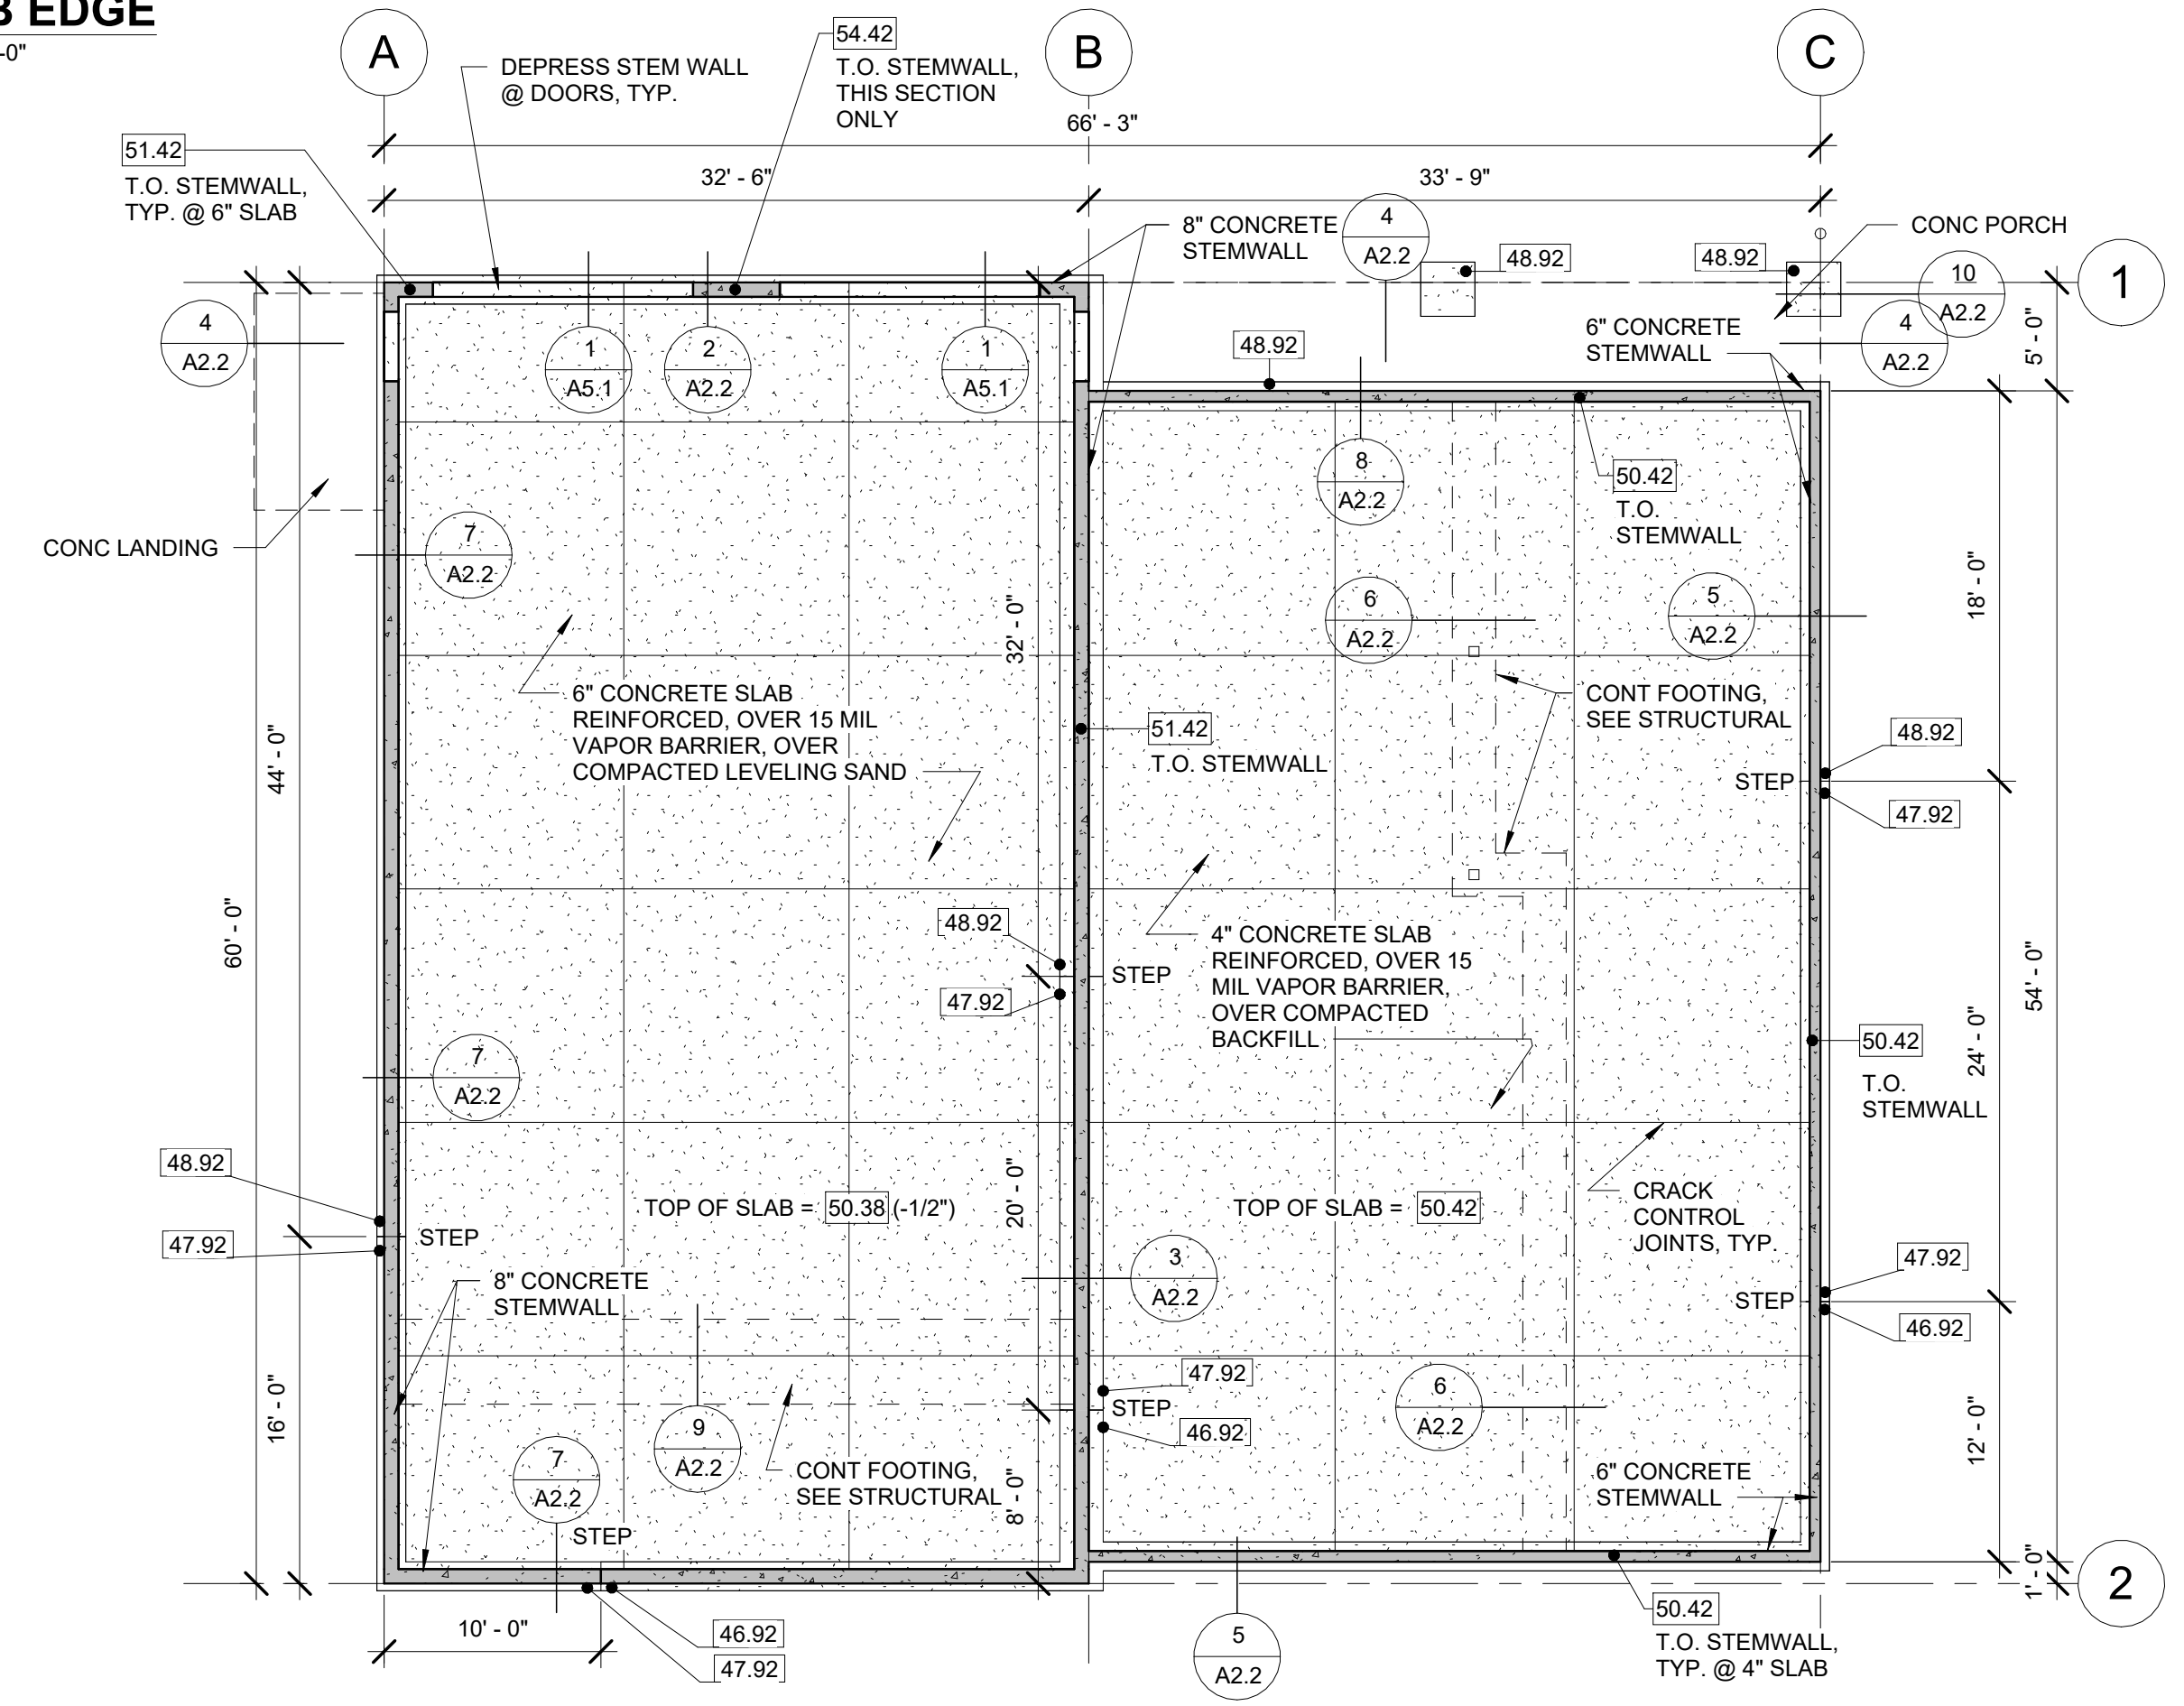 B EDGE
-0"
A
B
C
DEPRESS STEM WALL
@ DOORS, TYP.
54.42
T.O. STEMWALL,
THIS SECTION
ONLY
66' - 3"
51.42
T.O. STEMWALL,
TYP. @ 6" SLAB
32' - 6"
33' - 9"
8" CONCRETE
STEMWALL
4
A2.2
48.92
48.92
CONC PORCH
10
A2.2
1
4
A2.2
1
A5.1
2
A2.2
1
A5.1
48.92
6" CONCRETE
STEMWALL
4
A2.2
5' - 0"
8
A2.2
50.42
T.O.
STEMWALL
CONC LANDING
7
A2.2
32' - 0"
6
A2.2
5
A2.2
18' - 0"
6" CONCRETE SLAB
REINFORCED, OVER 15 MIL
VAPOR BARRIER, OVER
COMPACTED LEVELING SAND
CONT FOOTING,
SEE STRUCTURAL
44' - 0"
51.42
T.O. STEMWALL
48.92
STEP
47.92
60' - 0"
48.92
STEP
47.92
4" CONCRETE SLAB
REINFORCED, OVER 15
MIL VAPOR BARRIER,
OVER COMPACTED
BACKFILL
24' - 0"
54' - 0"
50.42
T.O.
STEMWALL
7
A2.2
48.92
47.92
STEP
TOP OF SLAB = 50.38 (-1/2")
20' - 0"
TOP OF SLAB = 50.42
CRACK
CONTROL
JOINTS, TYP.
3
A2.2
47.92
STEP
46.92
8" CONCRETE
STEMWALL
47.92
STEP
46.92
6
A2.2
16' - 0"
9
A2.2
7
A2.2
STEP
CONT FOOTING,
SEE STRUCTURAL
8' - 0"
6" CONCRETE
STEMWALL
12' - 0"
1' - 0"
2
10' - 0"
46.92
47.92
5
A2.2
50.42
T.O. STEMWALL,
TYP. @ 4" SLAB